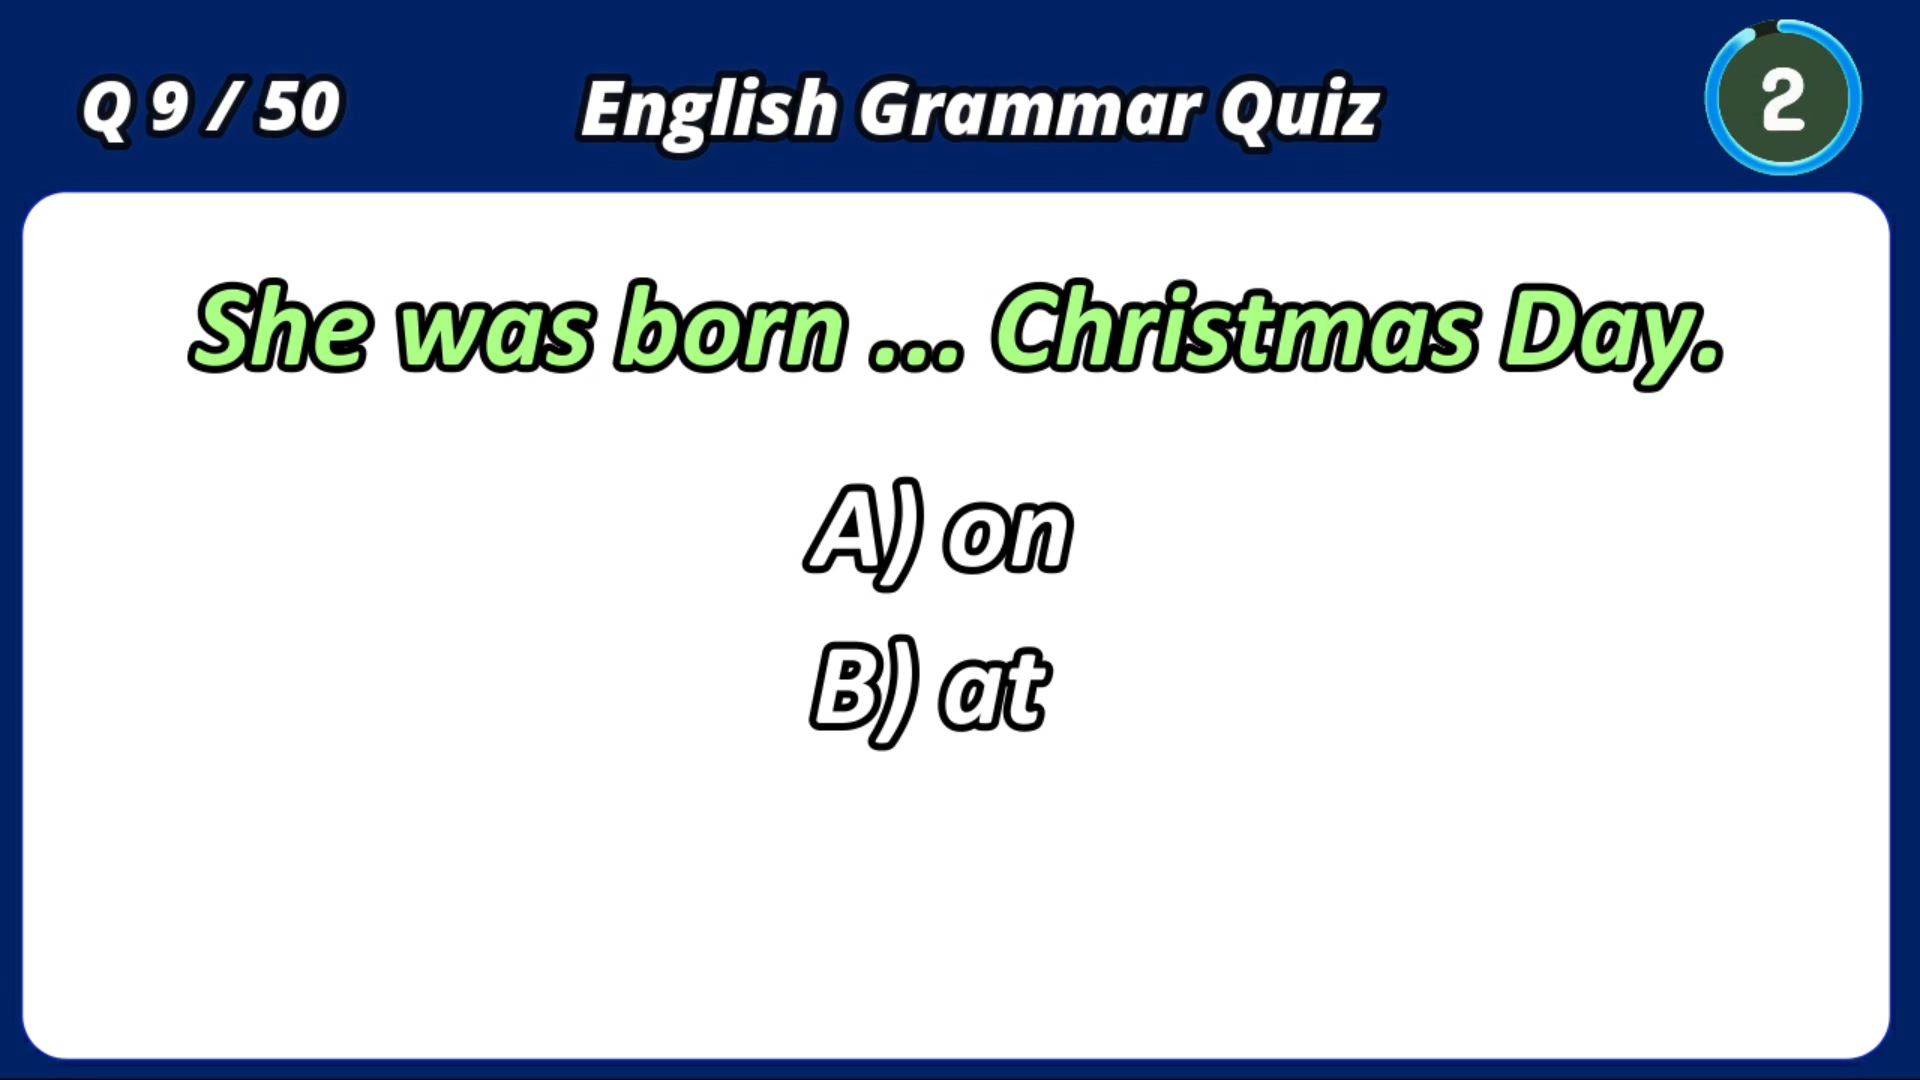 Q 9 / 50
English Grammar Quiz
2
She was born ... Christmas Day.
A) on
B) at